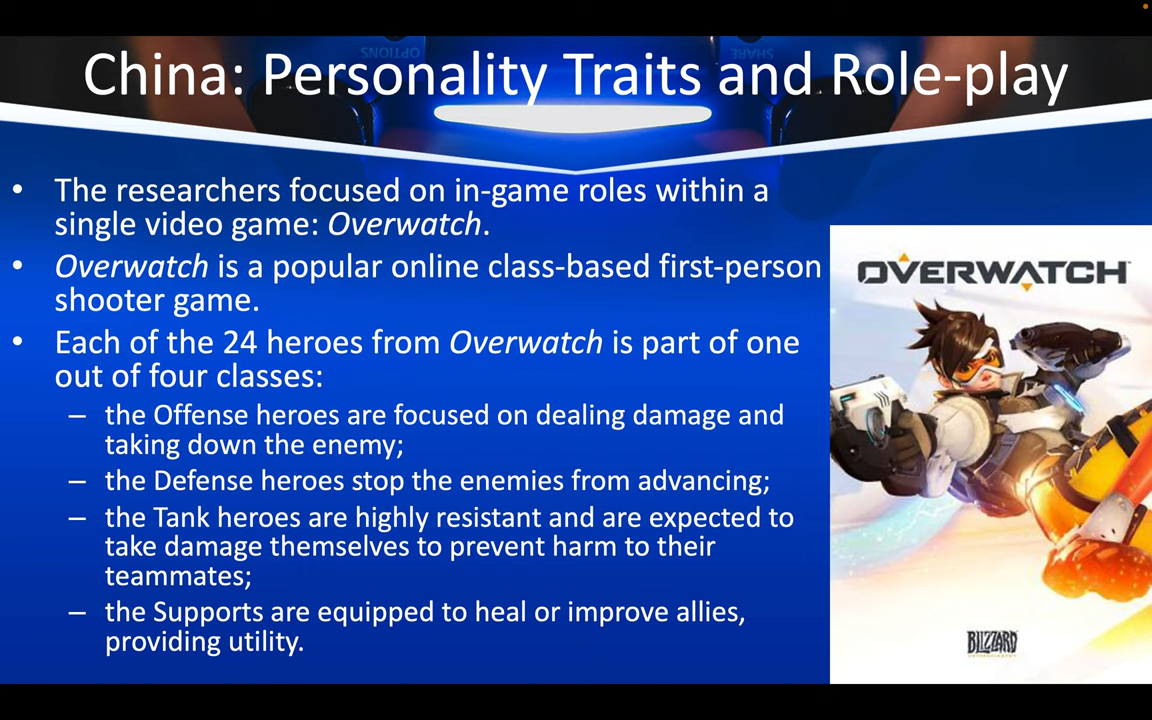 OPTIONS
SHARE
China: Personality Traits and Role-play
• The researchers focused on in-game roles within a
single video game: Overwatch.
• Overwatch is a popular online class-based first-person
shooter game.
• Each of the 24 heroes from Overwatch is part of one
out of four classes:
– the Offense heroes are focused on dealing damage and
taking down the enemy;
– the Defense heroes stop the enemies from advancing;
– the Tank heroes are highly resistant and are expected to
take damage themselves to prevent harm to their
teammates;
– the Supports are equipped to heal or improve allies,
providing utility.
OVERWATCH
BLIZZARD